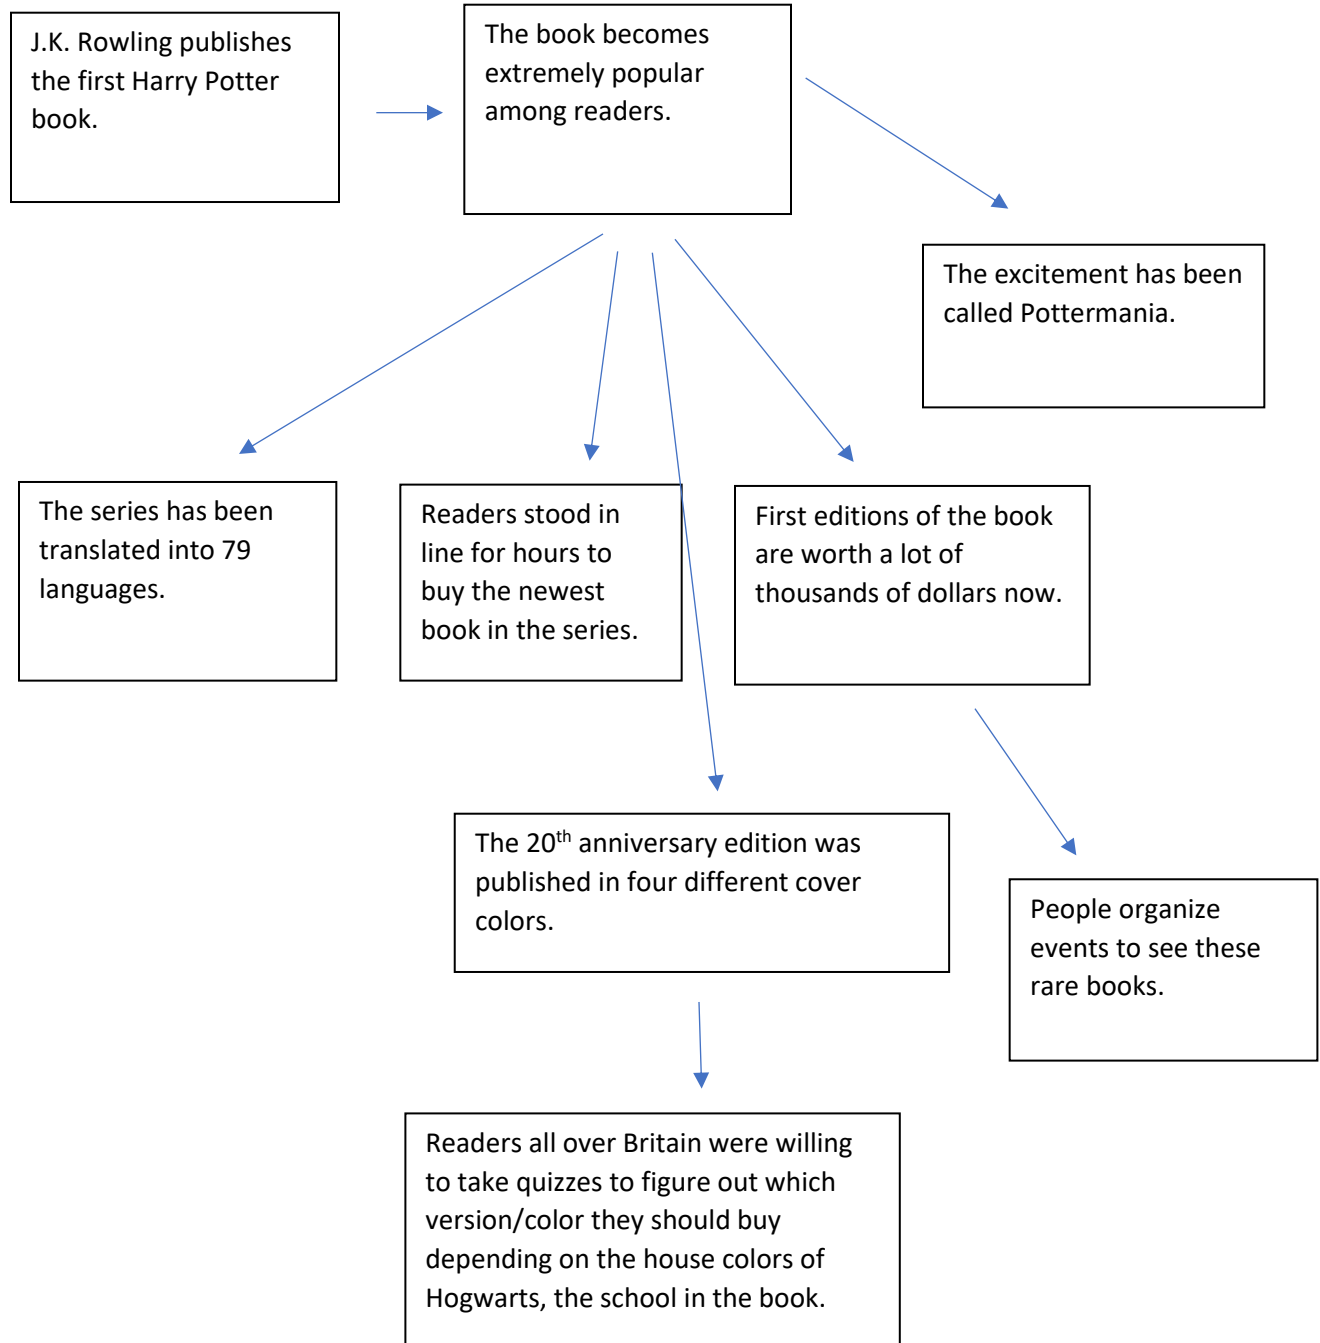 J.K. Rowling publishes
the first Harry Potter
book.
The book becomes
extremely popular
among readers.
The excitement has been
called Pottermania.
The series has been
translated into 79
languages.
Readers stood in
line for hours to
buy the newest
book in the series.
First editions of the book
are worth a lot of
thousands of dollars now.
The 20th anniversary edition was
published in four different cover
colors.
People organize
events to see these
rare books.
Readers all over Britain were willing
to take quizzes to figure out which
version/color they should buy
depending on the house colors of
Hogwarts, the school in the book.